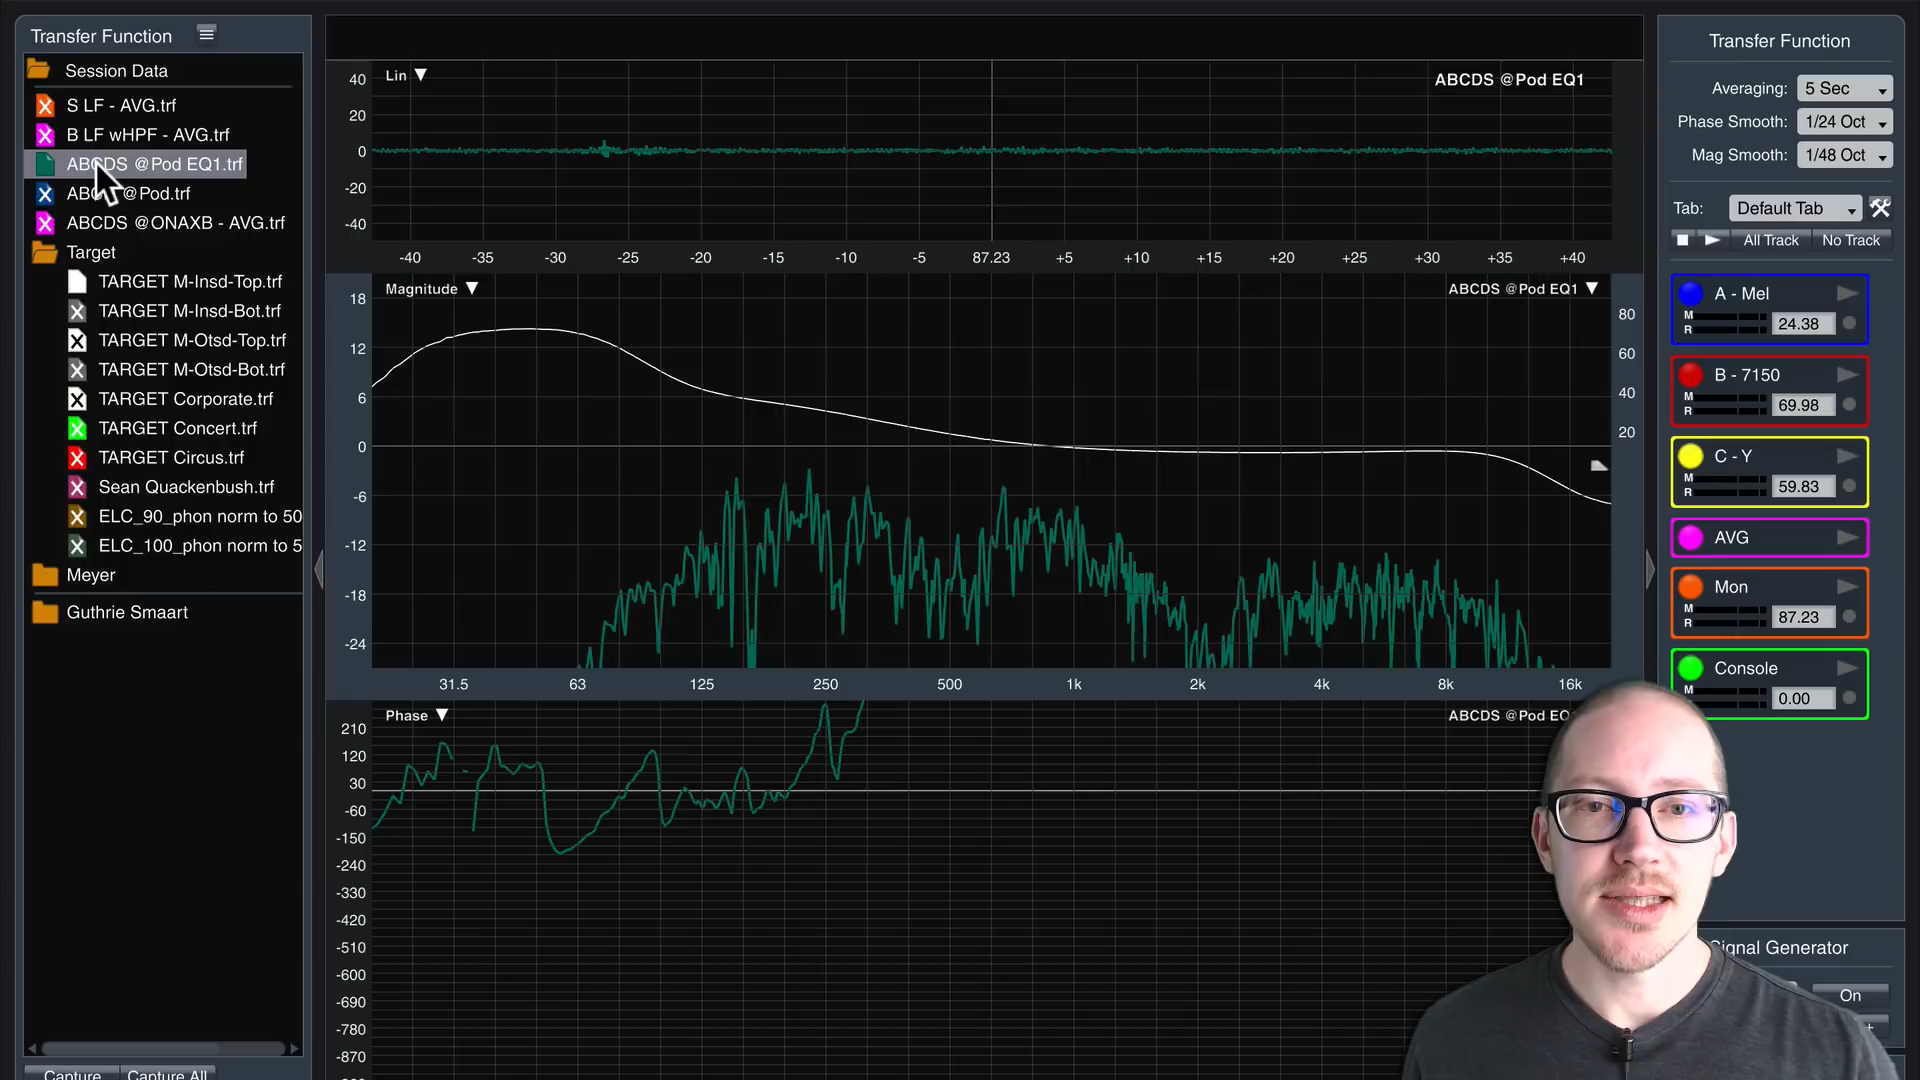 Transfer Function
Session Data
S LF - AVG.trf
B LF wHPF - AVG.trf
ABCDS @Pod EQ1.trf
@Pod.trf
ABCDS @ONAXB - AVG.trf
Target
TARGET M-Insd-Top.trf
TARGET M-Insd-Bot.trf
TARGET M-Otsd-Top.trf
TARGET M-Otsd-Bot.trf
TARGET Corporate.trf
TARGET Concert.trf
TARGET Circus.trf
Sean Quackenbush.trf
ELC_90_phon norm to 50
ELC_100_phon norm to 5
Meyer
Guthrie Smaart
Capture
Capture All
Lin
ABCDS @Pod EQ1
40
20
0
-20
-40
-40 -35 -30 -25 -20 -15 -10 -5 87.23 +5 +10 +15 +20 +25 +30 +35 +40
Magnitude
ABCDS @Pod EQ1
18
12
6
0
-6
-12
-18
-24
80
60
40
20
31.5 63 125 250 500 1k 2k 4k 8k 16k
Phase
ABCDS @Pod EQ
210
120
30
-60
-150
-240
-330
-420
-510
-600
-690
-780
-870
Transfer Function
Averaging: 5 Sec
Phase Smooth: 1/24 Oct
Mag Smooth: 1/48 Oct
Tab: Default Tab
All Track No Track
A - Mel
M
R
24.38
B - 7150
M
R
69.98
C - Y
M
R
59.83
AVG
Mon
M
R
87.23
Console
M
0.00
Signal Generator
On
+